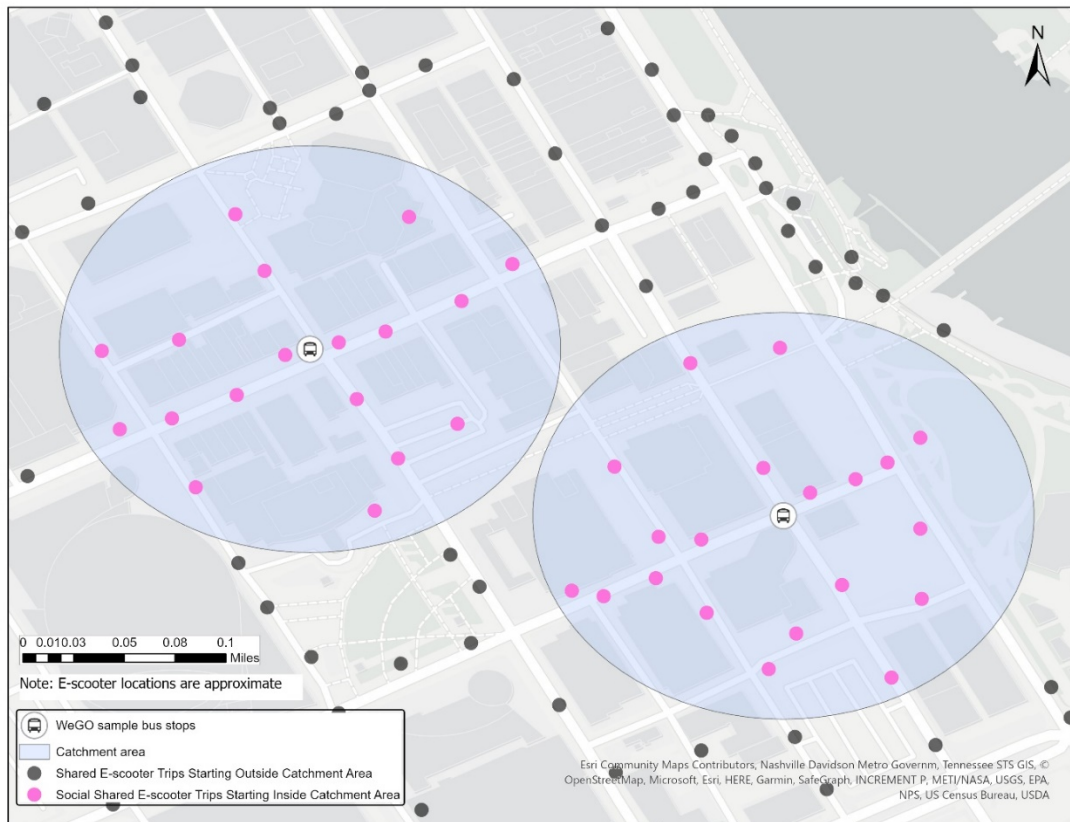 N
0 0.010.03 0.05 0.08 0.1
Miles
Note: E-scooter locations are approximate
WeGO sample bus stops
Catchment area
Shared E-scooter Trips Starting Outside Catchment Area
Social Shared E-scooter Trips Starting Inside Catchment Area
Esri Community Maps Contributors, Nashville Davidson Metro Governm, Tennessee STS GIS, ©
OpenStreetMap, Microsoft, Esri, HERE, Garmin, SafeGraph, INCREMENT P, METI/NASA, USGS, EPA,
NPS, US Census Bureau, USDA